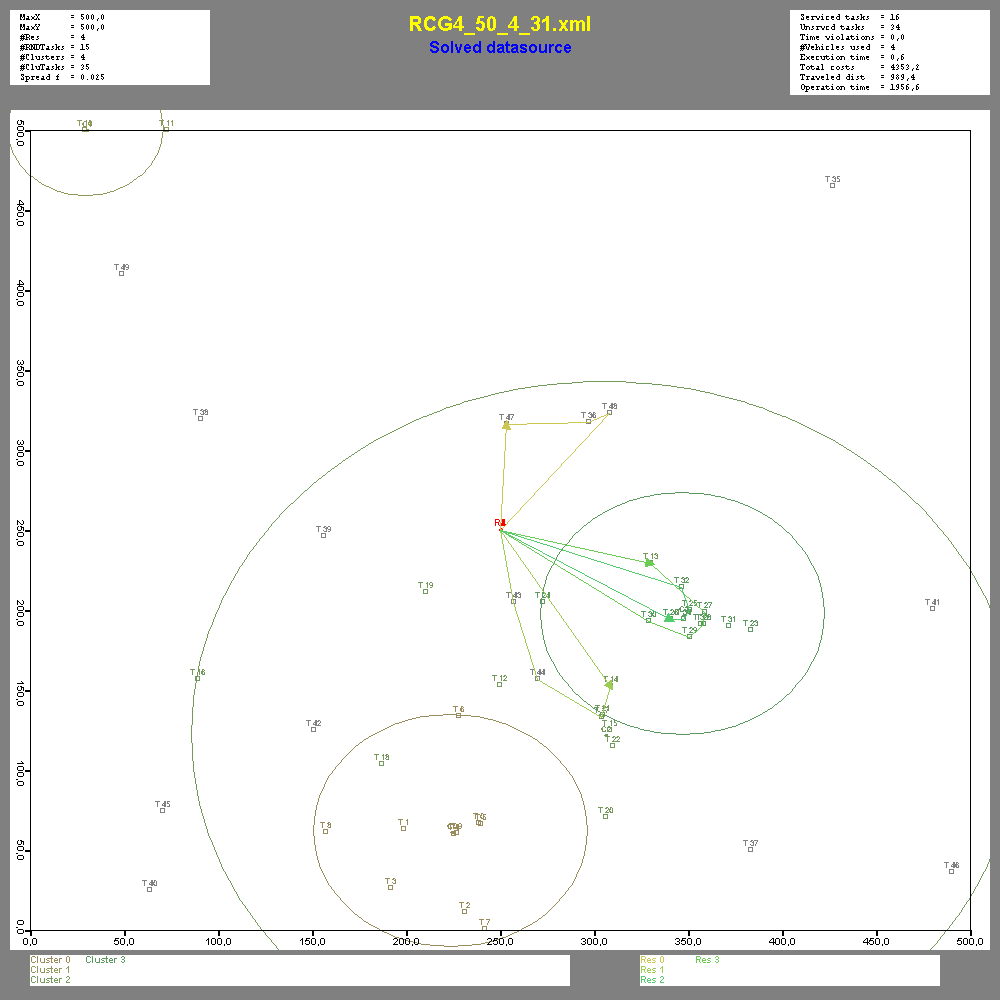 MaxX = 500,0
MaxY = 500,0
#Res = 4
#RNDTasks = 15
#Clusters = 4
#CluTasks = 35
Spread f = 0.025
RCG4_50_4_31.xml
Solved datasource
Serviced tasks = 16
Unsrvcd tasks = 34
Time violations = 0,0
#Vehicles used = 4
Execution time = 0,6
Total costs = 4353,2
Traveled dist = 989,4
Operation time = 1956,6
T 11
T 35
T 49
T 38
T 47
T 36
T 48
T 39
T 13
T 32
T 19
T 43
T 24
T 27
T 41
T 30
T 31
T 23
T 29
T 16
T 12
T 44
T 14
T 6
T 42
T 15
T 22
T 18
T 45
T 20
T 1
T 8
T 37
T 46
T 40
T 3
T 2
T 7
500,0
450,0
400,0
350,0
300,0
250,0
200,0
150,0
100,0
50,0
0,0
0,0 50,0 100,0 150,0 200,0 250,0 300,0 350,0 400,0 450,0 500,0
Cluster 0 Cluster 3
Cluster 1
Cluster 2
Res 0 Res 3
Res 1
Res 2